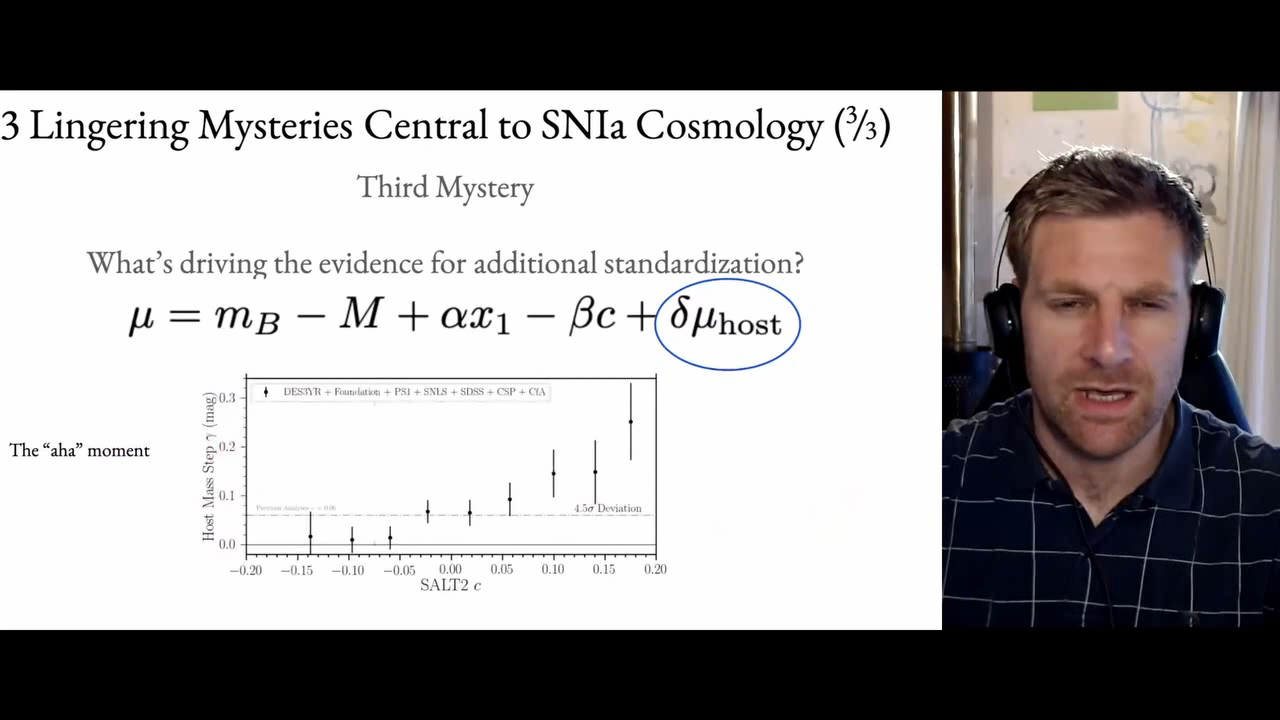 3 Lingering Mysteries Central to SNIa Cosmology (3/3)
Third Mystery
What's driving the evidence for additional standardization?
μ = m_B − M + αx_1 − βc + δμ_host
DES3YR + Foundation + PS1 + SNLS + SDSS + CSP + CfA
The “aha” moment
Host Mass Step γ (mag)
0.3
0.2
0.1
0.0
4.5σ Deviation
−0.20 −0.15 −0.10 −0.05 0.00 0.05 0.10 0.15 0.20
SALT2 c